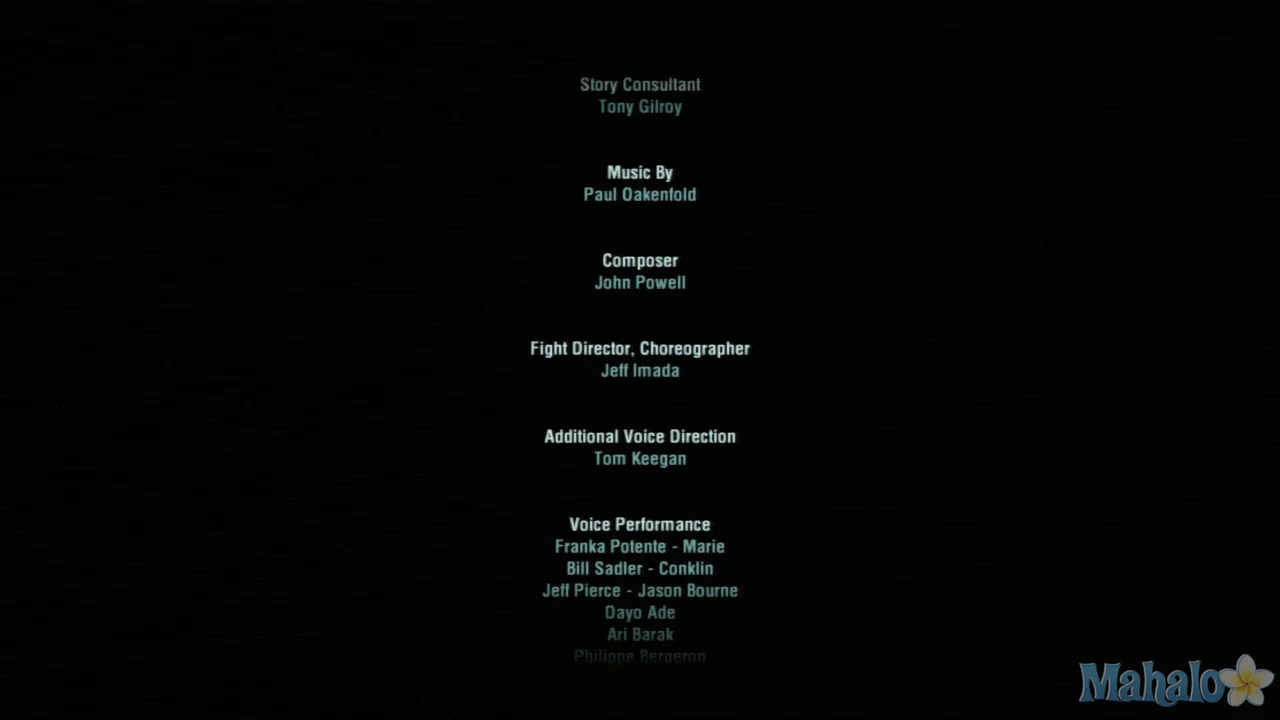 Story Consultant
Tony Gilroy
Music By
Paul Oakenfold
Composer
John Powell
Fight Director, Choreographer
Jeff Imada
Additional Voice Direction
Tom Keegan
Voice Performance
Franka Potente - Marie
Bill Sadler - Conklin
Jeff Pierce - Jason Bourne
Dayo Ade
Ari Barak
Philippe Bergeron
Mahalo